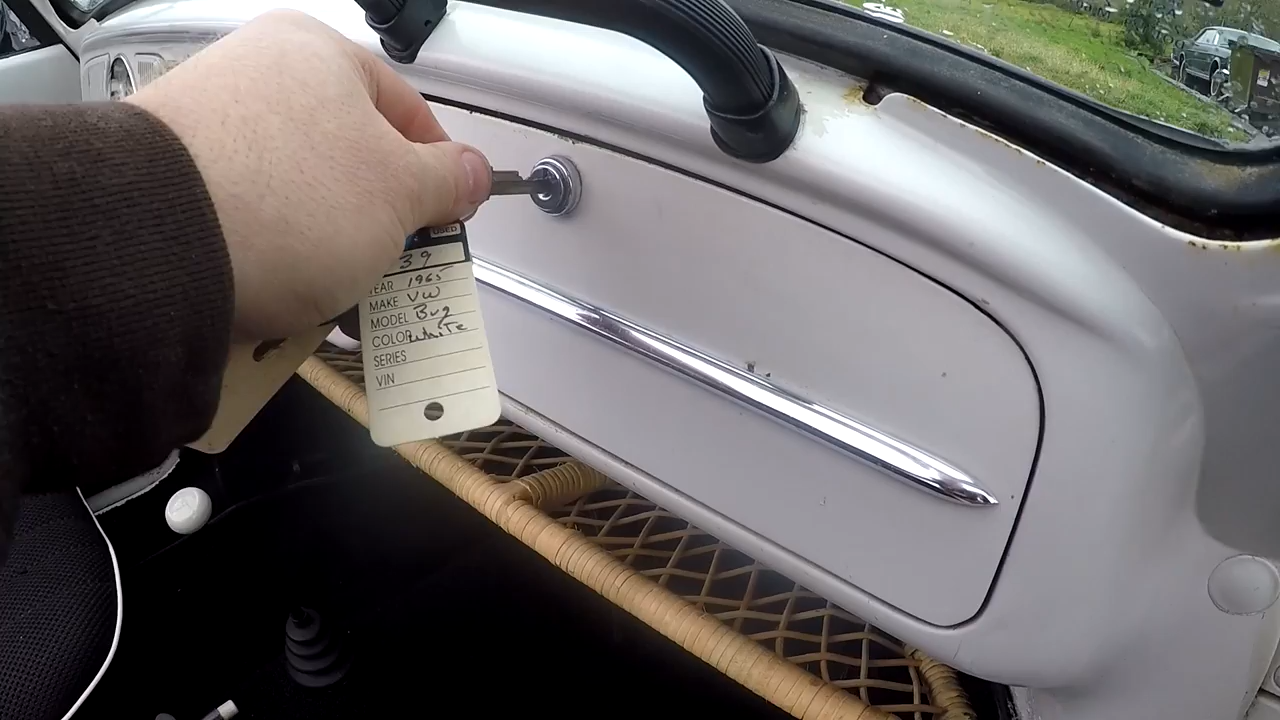 USED
39
YEAR 1965
MAKE VW
MODEL Bug
COLOR White
SERIES
VIN